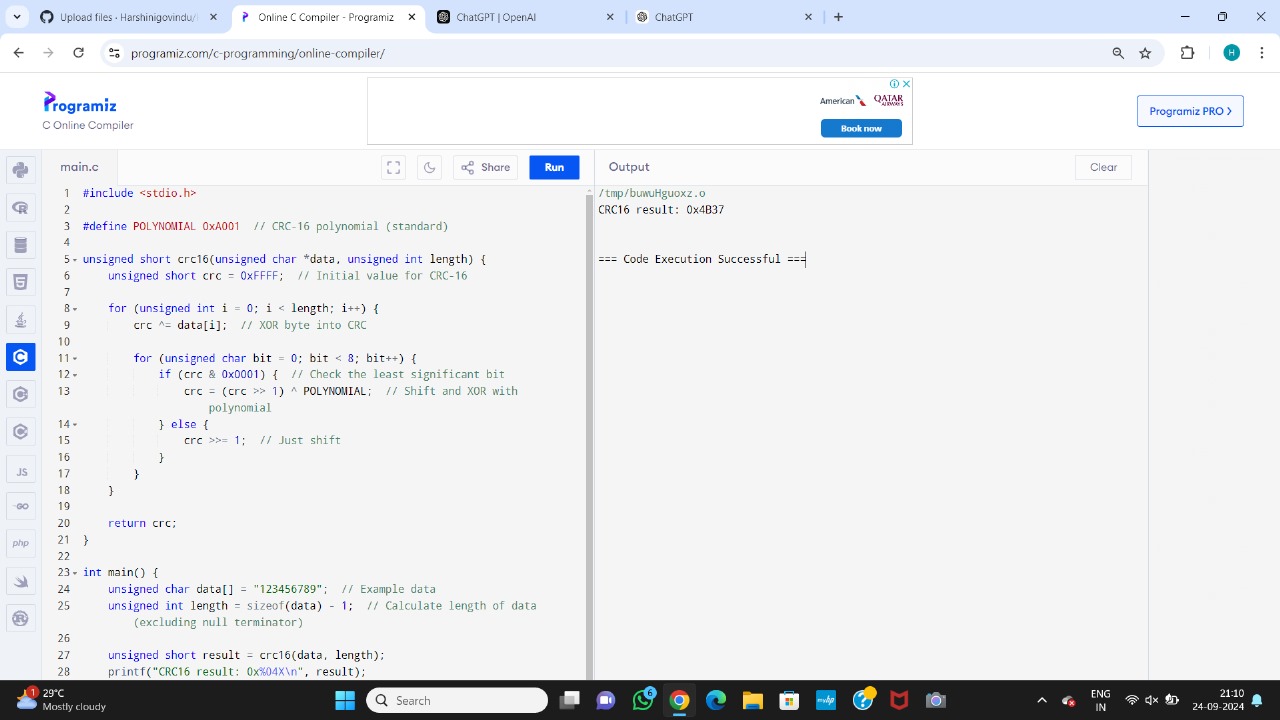 Upload files · Harshinigovindu/
Online C Compiler - Programiz
ChatGPT | OpenAI
ChatGPT
programiz.com/c-programming/online-compiler/
H
Programiz
C Online Compiler
American
QATAR AIRWAYS
Book now
Programiz PRO >
main.c
Share
Run
Output
Clear
1 #include <stdio.h>
2
3 #define POLYNOMIAL 0xA001  // CRC-16 polynomial (standard)
4
5 unsigned short crc16(unsigned char *data, unsigned int length) {
6     unsigned short crc = 0xFFFF;  // Initial value for CRC-16
7
8     for (unsigned int i = 0; i < length; i++) {
9         crc ^= data[i];  // XOR byte into CRC
10
11         for (unsigned char bit = 0; bit < 8; bit++) {
12             if (crc & 0x0001) {  // Check the least significant bit
13                 crc = (crc >> 1) ^ POLYNOMIAL;  // Shift and XOR with
polynomial
14             } else {
15                 crc >>= 1;  // Just shift
16             }
17         }
18     }
19
20     return crc;
21 }
22
23 int main() {
24     unsigned char data[] = "123456789";  // Example data
25     unsigned int length = sizeof(data) - 1;  // Calculate length of data
(excluding null terminator)
26
27     unsigned short result = crc16(data, length);
28     printf("CRC16 result: 0x%04X\n", result);
/tmp/buwuHguoxz.o
CRC16 result: 0x4B37
=== Code Execution Successful ===
JS
GO
php
1
29°C
Mostly cloudy
Search
6
myhp
?
ENG
IN
21:10
24-09-2024